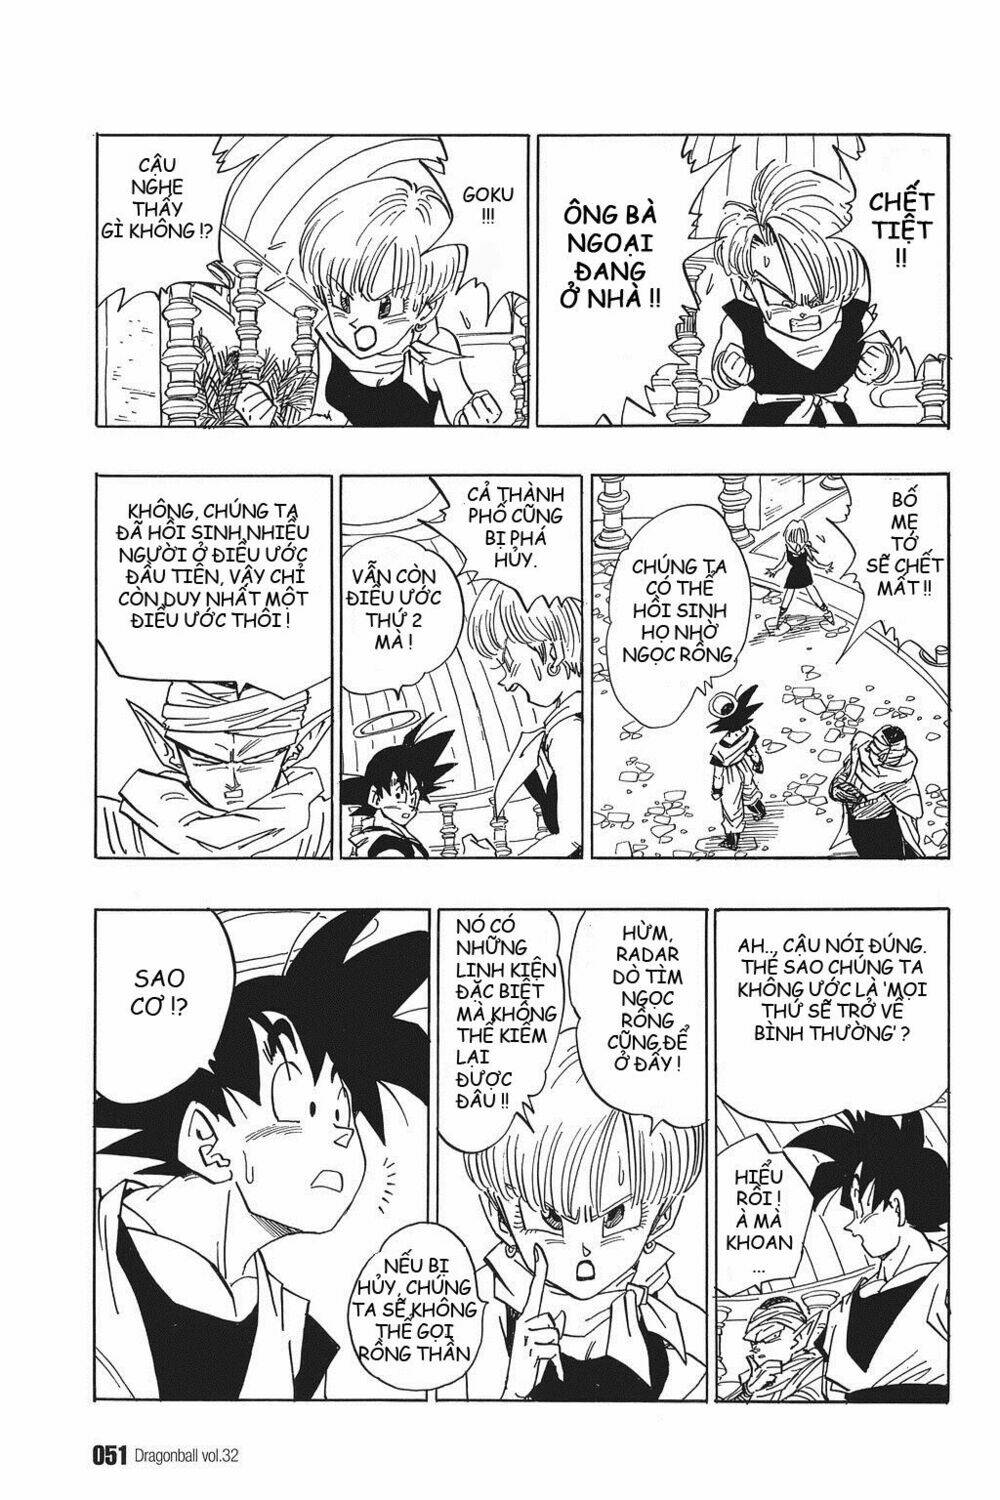 CHẾT
TIỆT
!!
ÔNG BÀ
NGOẠI
ĐANG
Ở NHÀ !!
GOKU
!!!
CẬU
NGHE
THẤY
GÌ KHÔNG !?
BỐ
MẸ
TỚ
SẼ CHẾT
MẤT !!
CHÚNG TA
CÓ THỂ
HỒI SINH
HỌ NHỜ
NGỌC RỒNG.
CẢ THÀNH
PHỐ CŨNG
BỊ PHÁ
HỦY.
VẪN CÒN
ĐIỀU ƯỚC
THỨ 2
MÀ !
KHÔNG, CHÚNG TA
ĐÃ HỒI SINH NHIỀU
NGƯỜI Ở ĐIỀU ƯỚC
ĐẦU TIÊN, VẬY CHỈ
CÒN DUY NHẤT MỘT
ĐIỀU ƯỚC THÔI !
AH.., CẬU NÓI ĐÚNG.
THẾ SAO CHÚNG TA
KHÔNG ƯỚC LÀ 'MỌI
THỨ SẼ TRỞ VỀ
BÌNH THƯỜNG' ?
HIỂU
RỒI !
À MÀ
KHOAN
...
HỪM,
RADAR
DÒ TÌM
NGỌC
RỒNG
CŨNG ĐỂ
Ở ĐẤY !
NÓ CÓ
NHỮNG
LINH KIỆN
ĐẶC BIỆT
MÀ KHÔNG
THỂ KIẾM
LẠI
ĐƯỢC
ĐÂU !!
NẾU BỊ
HỦY, CHÚNG
TA SẼ KHÔNG
THỂ GỌI
RỒNG THẦN
SAO
CƠ !?
051 Dragonball vol.32